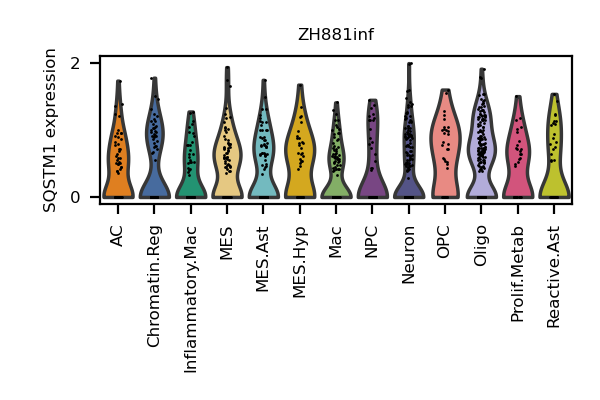 ZH881inf
SQSTM1 expression
2
0
AC
Chromatin.Reg
Inflammatory.Mac
MES
MES.Ast
MES.Hyp
Mac
NPC
Neuron
OPC
Oligo
Prolif.Metab
Reactive.Ast